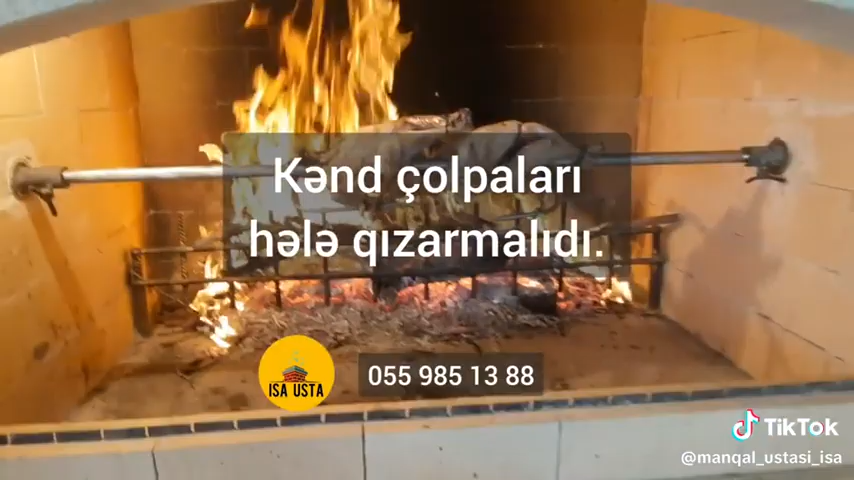 Kənd çolpaları
hələ qızarmalıdı.
ISA USTA
055 985 13 88
TikTok
@manqal_ustasi_isa